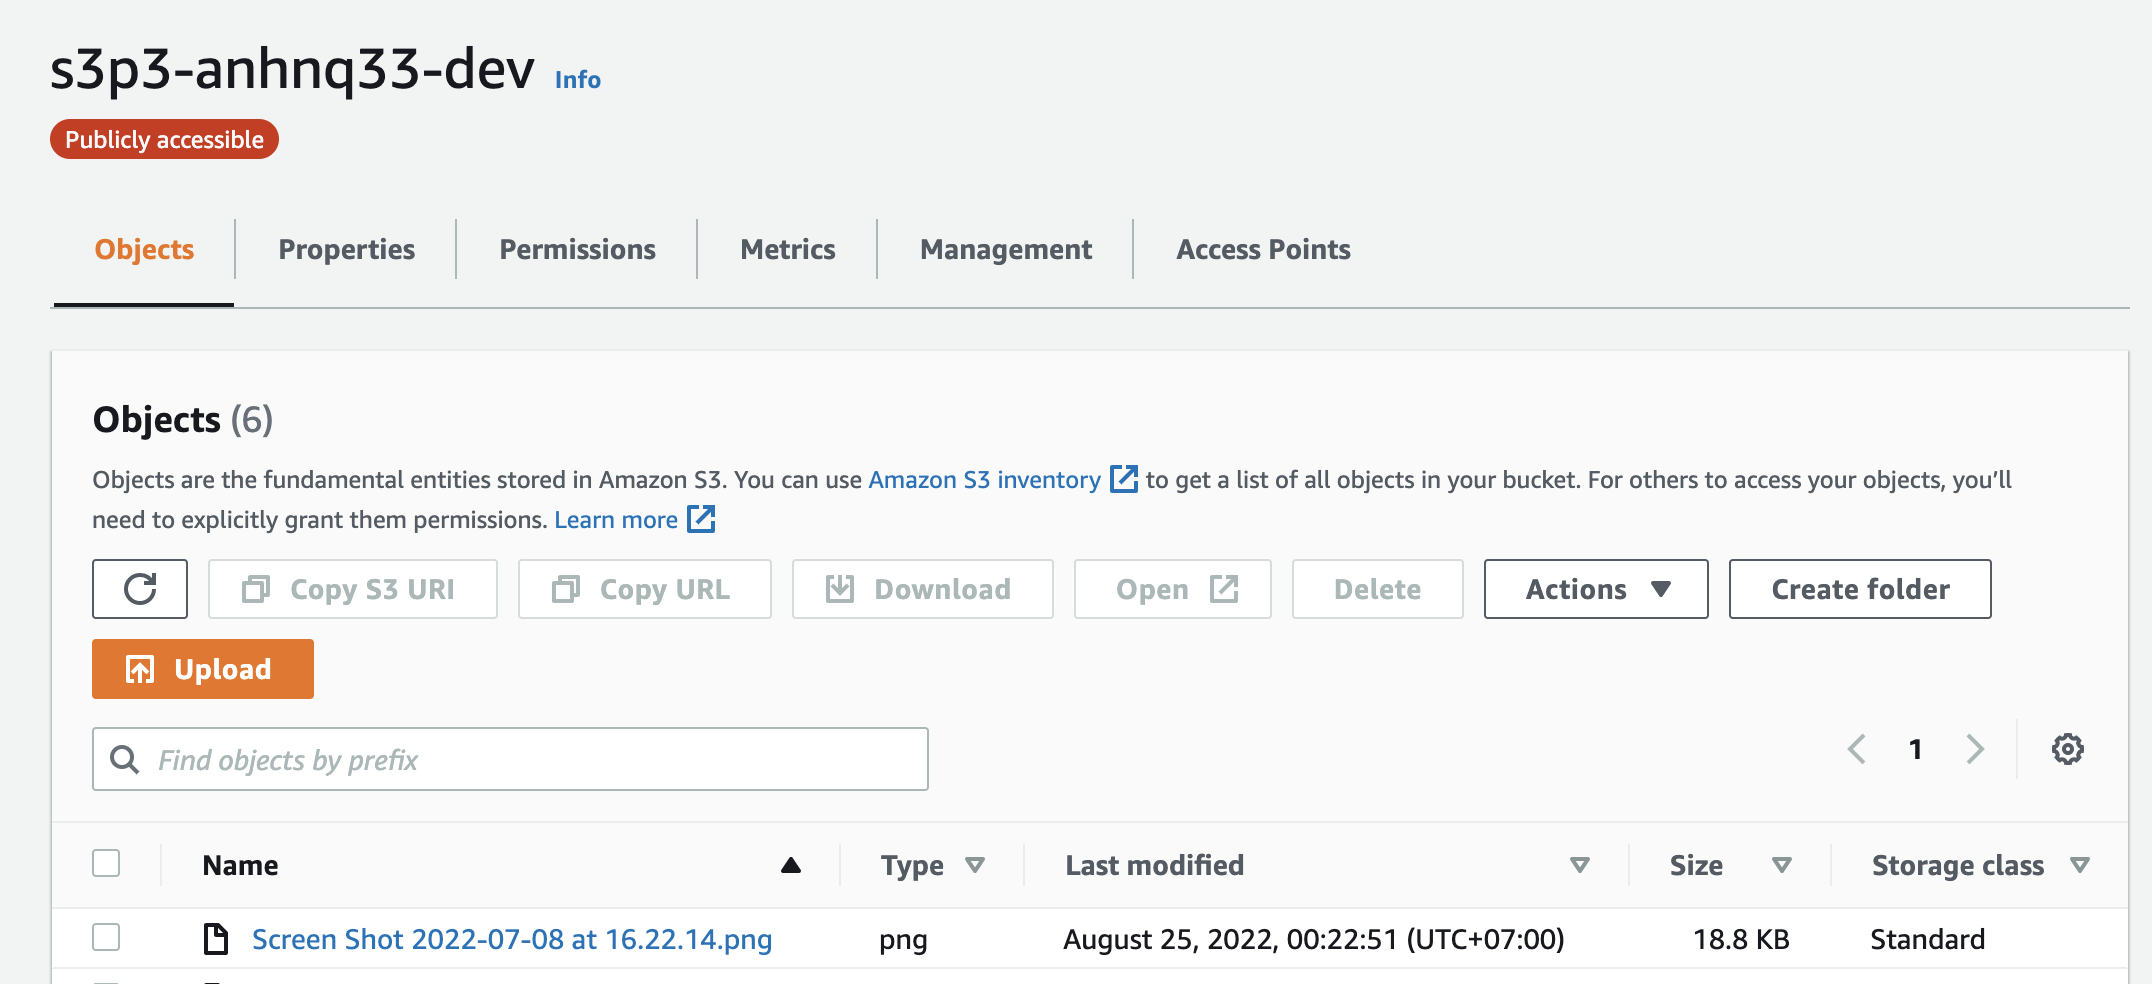 s3p3-anhnq33-dev Info
Publicly accessible
Objects Properties Permissions Metrics Management Access Points
Objects (6)
Objects are the fundamental entities stored in Amazon S3. You can use Amazon S3 inventory to get a list of all objects in your bucket. For others to access your objects, you'll
need to explicitly grant them permissions. Learn more
Copy S3 URI Copy URL Download Open Delete Actions Create folder
Upload
Find objects by prefix 1
Name Type Last modified Size Storage class
Screen Shot 2022-07-08 at 16.22.14.png png August 25, 2022, 00:22:51 (UTC+07:00) 18.8 KB Standard